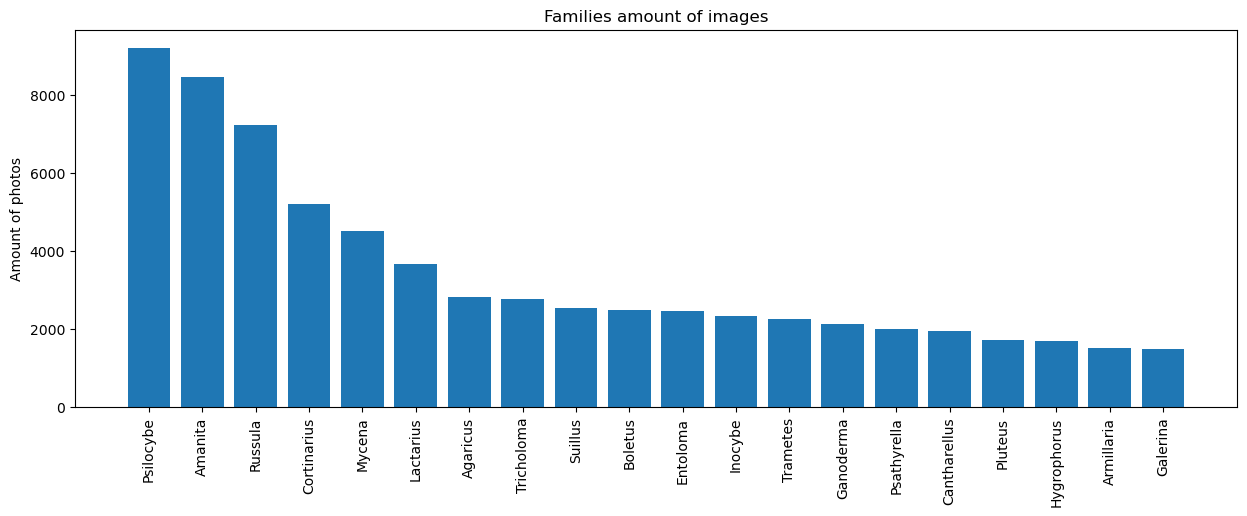 Families amount of images
Amount of photos
8000
6000
4000
2000
0
Psilocybe
Amanita
Russula
Cortinarius
Mycena
Lactarius
Agaricus
Tricholoma
Suillus
Boletus
Entoloma
Inocybe
Trametes
Ganoderma
Psathyrella
Cantharellus
Pluteus
Hygrophorus
Armillaria
Galerina